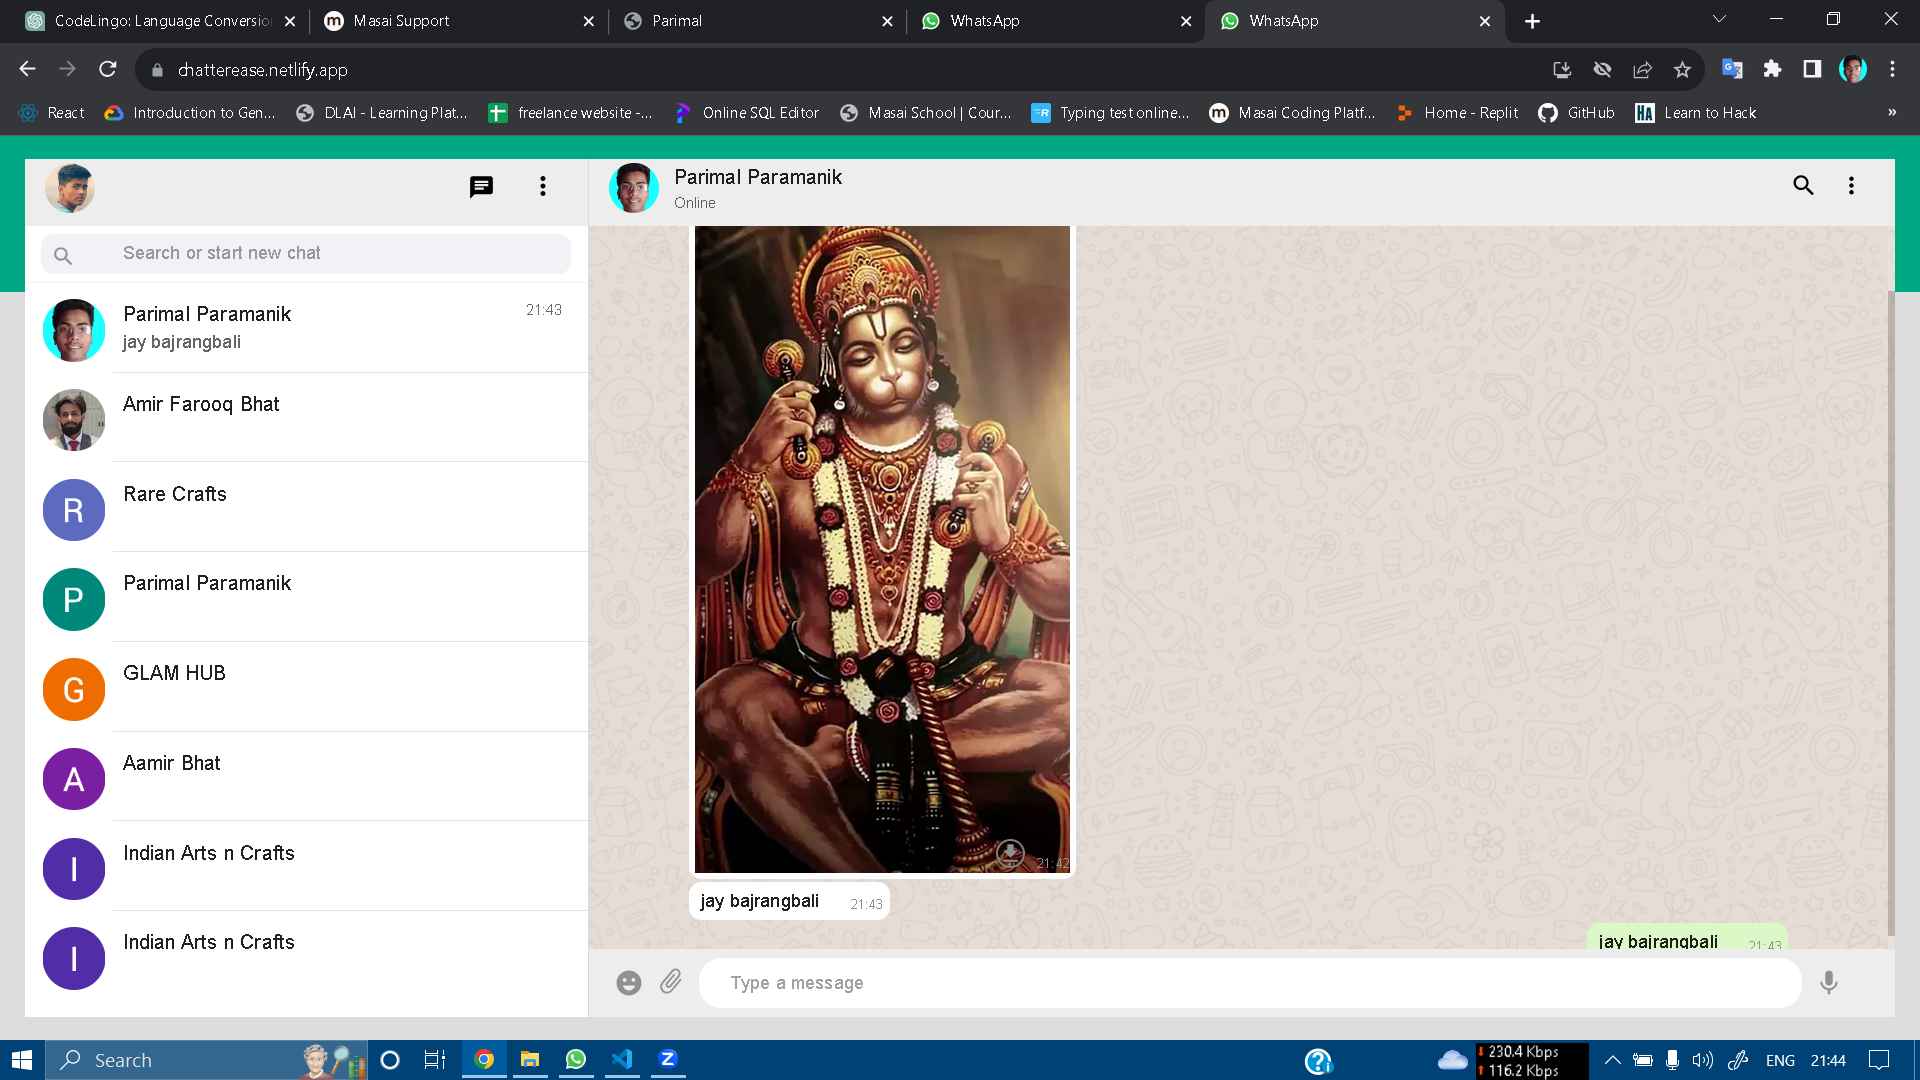 CodeLingo: Language Conversion
Masai Support
Parimal
WhatsApp
WhatsApp
chatterease.netlify.app
React
Introduction to Gen...
DLAI - Learning Plat...
freelance website -...
Online SQL Editor
Masai School | Cour...
Typing test online...
Masai Coding Platf...
Home - Replit
GitHub
HA
Learn to Hack
»
Parimal Paramanik
Online
Search or start new chat
Parimal Paramanik
21:43
jay bajrangbali
Amir Farooq Bhat
R
Rare Crafts
P
Parimal Paramanik
G
GLAM HUB
A
Aamir Bhat
I
Indian Arts n Crafts
I
Indian Arts n Crafts
21:42
jay bajrangbali 21:43
jay bajrangbali 21:43
Type a message
Search
230.4 Kbps
116.2 Kbps
ENG
21:44